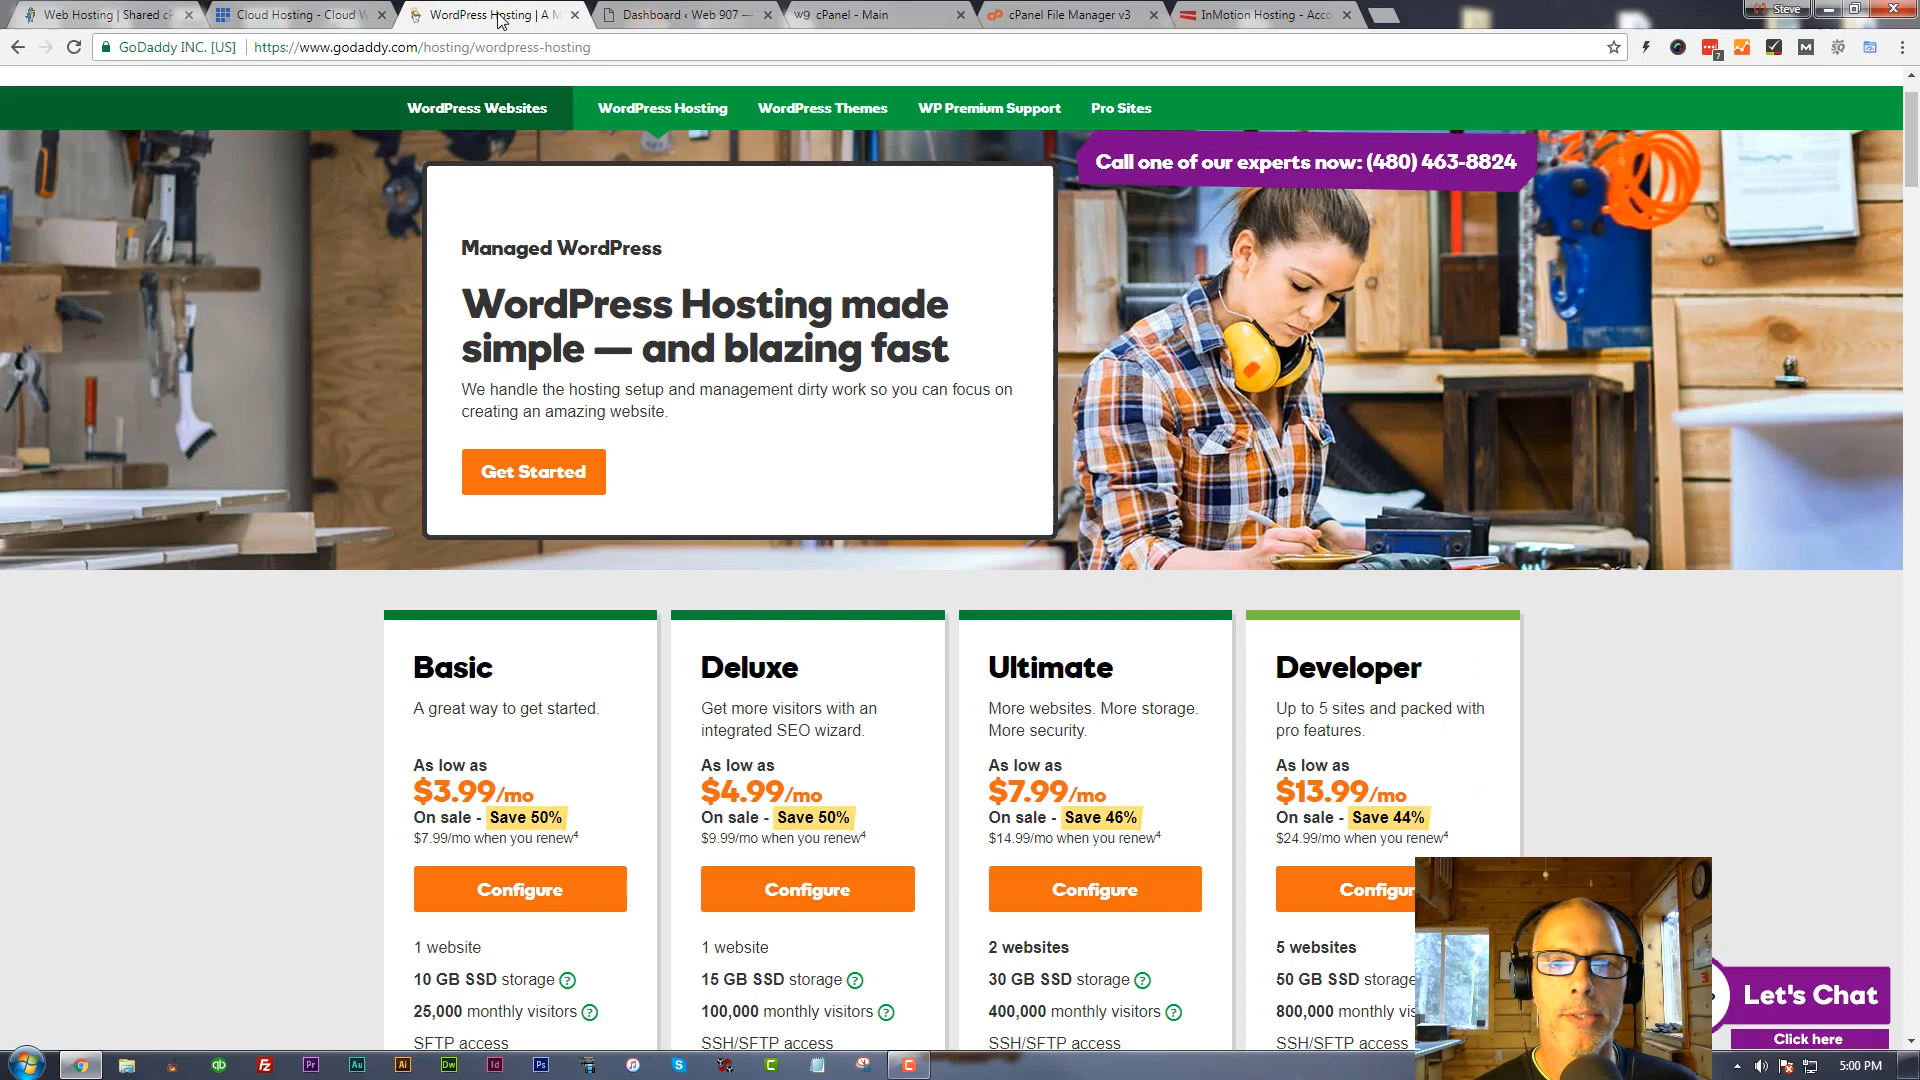 Web Hosting | Shared cP
Cloud Hosting - Cloud W
WordPress Hosting | A M
Dashboard ‹ Web 907 —
cPanel - Main
cPanel File Manager v3
InMotion Hosting - Acco
Steve
GoDaddy INC. [US]
https://www.godaddy.com/hosting/wordpress-hosting
7
WordPress Websites
WordPress Hosting
WordPress Themes
WP Premium Support
Pro Sites
Call one of our experts now: (480) 463-8824
Managed WordPress
WordPress Hosting made
simple — and blazing fast
We handle the hosting setup and management dirty work so you can focus on
creating an amazing website.
Get Started
Basic
A great way to get started.
As low as
$3.99/mo
On sale - Save 50%
$7.99/mo when you renew4
Configure
1 website
10 GB SSD storage ?
25,000 monthly visitors ?
SFTP access
Deluxe
Get more visitors with an
integrated SEO wizard.
As low as
$4.99/mo
On sale - Save 50%
$9.99/mo when you renew4
Configure
1 website
15 GB SSD storage ?
100,000 monthly visitors ?
SSH/SFTP access
Ultimate
More websites. More storage.
More security.
As low as
$7.99/mo
On sale - Save 46%
$14.99/mo when you renew4
Configure
2 websites
30 GB SSD storage ?
400,000 monthly visitors ?
SSH/SFTP access
Developer
Up to 5 sites and packed with
pro features.
As low as
$13.99/mo
On sale - Save 44%
$24.99/mo when you renew4
Configur
5 websites
50 GB SSD storage
800,000 monthly vis
SSH/SFTP access
Let's Chat
Click here
5:00 PM